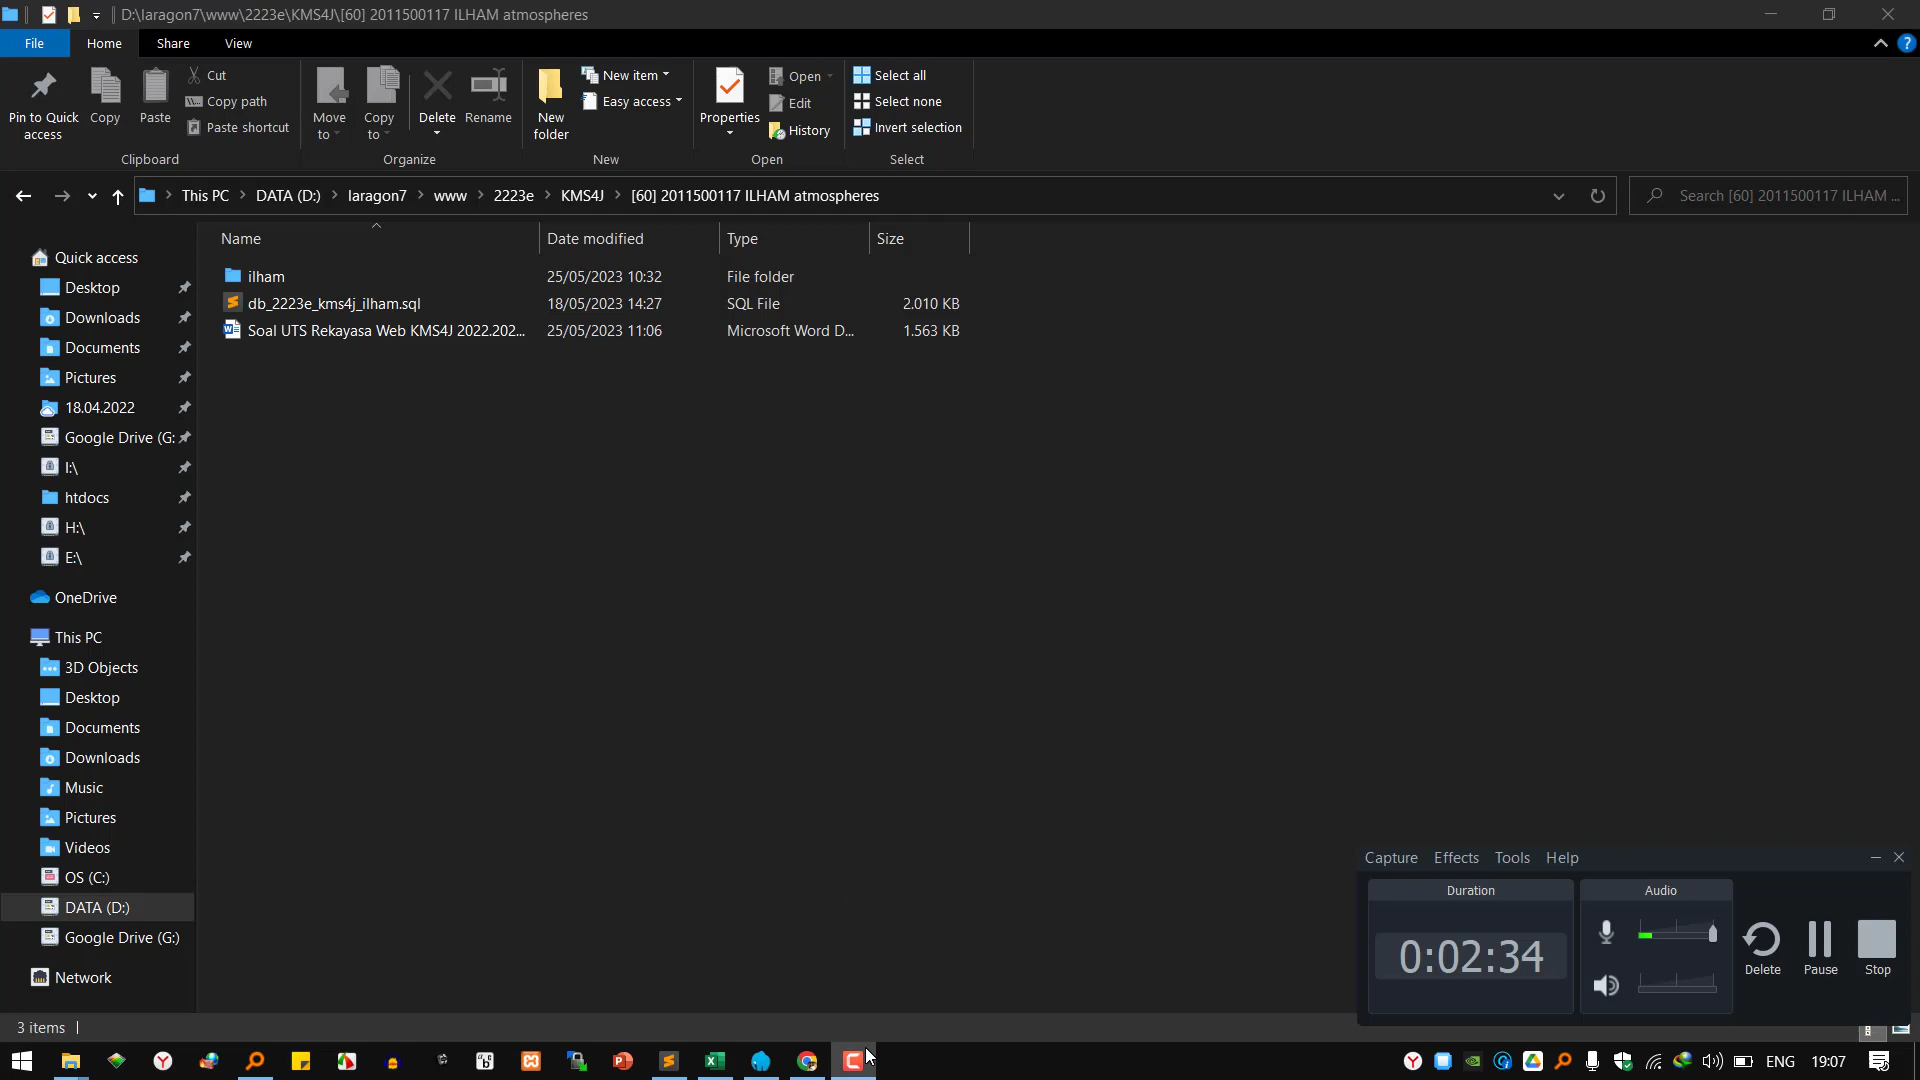 D:\laragon7\www\2223e\KMS4J\[60] 2011500117 ILHAM atmospheres
File Home Share View
Pin to Quick access
Copy
Paste
Cut
Copy path
Paste shortcut
Clipboard
Move to
Copy to
Delete
Rename
Organize
New folder
New item
Easy access
New
Properties
Open
Edit
History
Open
Select all
Select none
Invert selection
Select
This PC > DATA (D:) > laragon7 > www > 2223e > KMS4J > [60] 2011500117 ILHAM atmospheres
Search [60] 2011500117 ILHAM ...
Name Date modified Type Size
ilham 25/05/2023 10:32 File folder
db_2223e_kms4j_ilham.sql 18/05/2023 14:27 SQL File 2.010 KB
Soal UTS Rekayasa Web KMS4J 2022.202... 25/05/2023 11:06 Microsoft Word D... 1.563 KB
Quick access
Desktop
Downloads
Documents
Pictures
18.04.2022
Google Drive (G:
I:\
htdocs
H:\
E:\
OneDrive
This PC
3D Objects
Desktop
Documents
Downloads
Music
Pictures
Videos
OS (C:)
DATA (D:)
Google Drive (G:)
Network
3 items
Capture Effects Tools Help
Duration
0:02:34
Audio
Delete
Pause
Stop
ENG 19:07